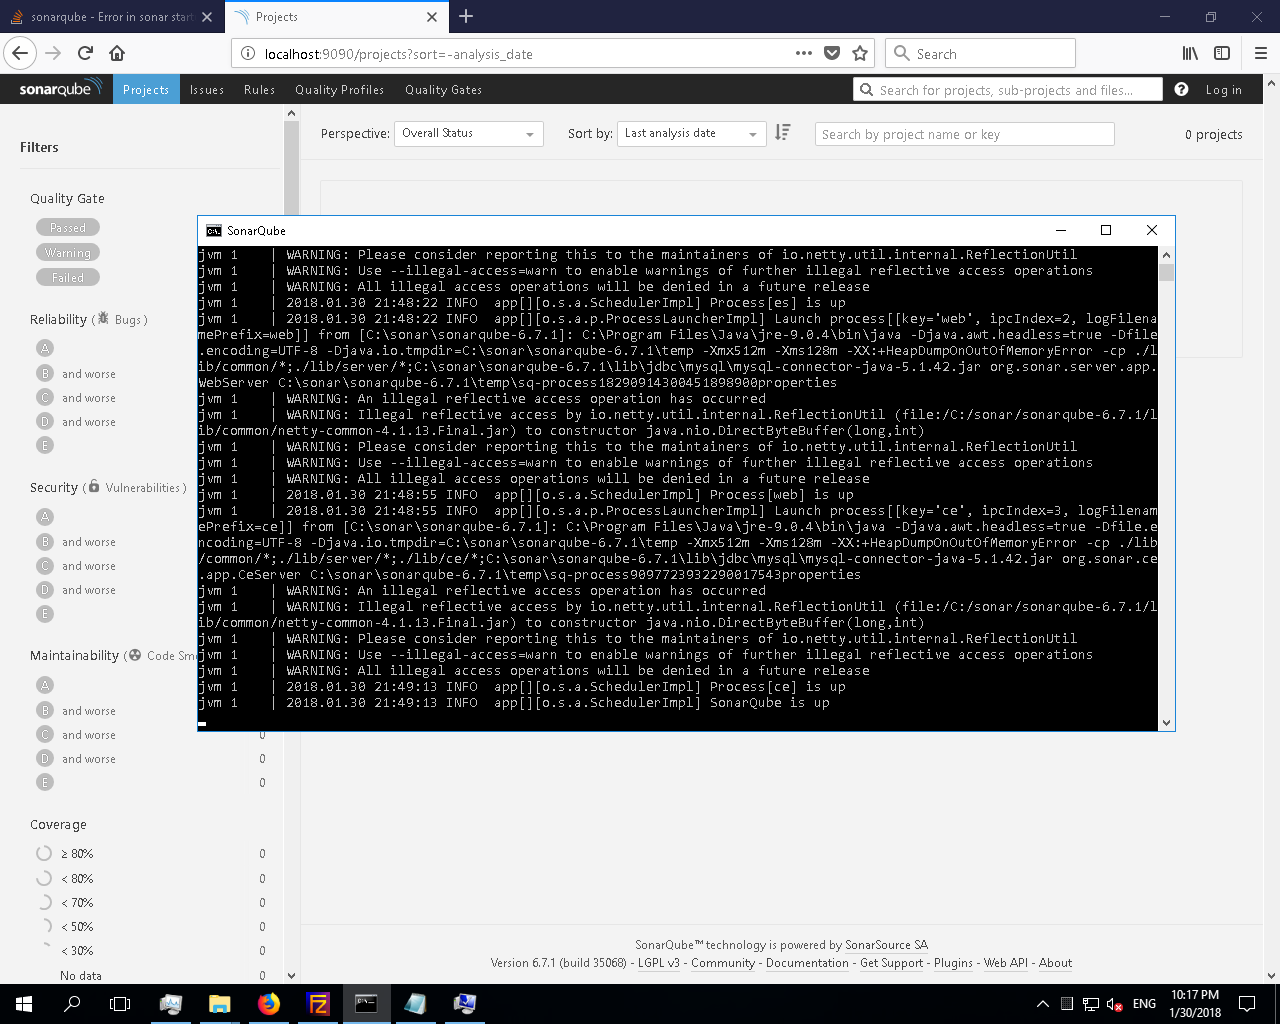 sonarqube - Error in sonar start
Projects
localhost:9090/projects?sort=-analysis_date
Search
sonarqube
Projects
Issues
Rules
Quality Profiles
Quality Gates
Search for projects, sub-projects and files...
Log in
Filters
Perspective:
Overall Status
Sort by:
Last analysis date
Search by project name or key
0 projects
Quality Gate
Passed
Warning
Failed
Reliability ( Bugs )
A
B and worse
C and worse
D and worse
E
Security ( Vulnerabilities )
A
B and worse
C and worse
D and worse
E
Maintainability ( Code Sm
A
B and worse
C and worse 0
D and worse 0
E 0
Coverage
≥ 80% 0
< 80% 0
< 70% 0
< 50% 0
< 30% 0
No data 0
SonarQube
jvm 1    | WARNING: Please consider reporting this to the maintainers of io.netty.util.internal.ReflectionUtil
jvm 1    | WARNING: Use --illegal-access=warn to enable warnings of further illegal reflective access operations
jvm 1    | WARNING: All illegal access operations will be denied in a future release
jvm 1    | 2018.01.30 21:48:22 INFO  app[][o.s.a.SchedulerImpl] Process[es] is up
jvm 1    | 2018.01.30 21:48:22 INFO  app[][o.s.a.p.ProcessLauncherImpl] Launch process[[key='web', ipcIndex=2, logFilena
mePrefix=web]] from [C:\sonar\sonarqube-6.7.1]: C:\Program Files\Java\jre-9.0.4\bin\java -Djava.awt.headless=true -Dfile
.encoding=UTF-8 -Djava.io.tmpdir=C:\sonar\sonarqube-6.7.1\temp -Xmx512m -Xms128m -XX:+HeapDumpOnOutOfMemoryError -cp ./l
ib/common/*;./lib/server/*;C:\sonar\sonarqube-6.7.1\lib\jdbc\mysql\mysql-connector-java-5.1.42.jar org.sonar.server.app.
WebServer C:\sonar\sonarqube-6.7.1\temp\sq-process18290914300451898900properties
jvm 1    | WARNING: An illegal reflective access operation has occurred
jvm 1    | WARNING: Illegal reflective access by io.netty.util.internal.ReflectionUtil (file:/C:/sonar/sonarqube-6.7.1/l
ib/common/netty-common-4.1.13.Final.jar) to constructor java.nio.DirectByteBuffer(long,int)
jvm 1    | WARNING: Please consider reporting this to the maintainers of io.netty.util.internal.ReflectionUtil
jvm 1    | WARNING: Use --illegal-access=warn to enable warnings of further illegal reflective access operations
jvm 1    | WARNING: All illegal access operations will be denied in a future release
jvm 1    | 2018.01.30 21:48:55 INFO  app[][o.s.a.SchedulerImpl] Process[web] is up
jvm 1    | 2018.01.30 21:48:55 INFO  app[][o.s.a.p.ProcessLauncherImpl] Launch process[[key='ce', ipcIndex=3, logFilenam
ePrefix=ce]] from [C:\sonar\sonarqube-6.7.1]: C:\Program Files\Java\jre-9.0.4\bin\java -Djava.awt.headless=true -Dfile.e
ncoding=UTF-8 -Djava.io.tmpdir=C:\sonar\sonarqube-6.7.1\temp -Xmx512m -Xms128m -XX:+HeapDumpOnOutOfMemoryError -cp ./lib
/common/*;./lib/server/*;./lib/ce/*;C:\sonar\sonarqube-6.7.1\lib\jdbc\mysql\mysql-connector-java-5.1.42.jar org.sonar.ce
.app.CeServer C:\sonar\sonarqube-6.7.1\temp\sq-process9097723932290017543properties
jvm 1    | WARNING: An illegal reflective access operation has occurred
jvm 1    | WARNING: Illegal reflective access by io.netty.util.internal.ReflectionUtil (file:/C:/sonar/sonarqube-6.7.1/l
ib/common/netty-common-4.1.13.Final.jar) to constructor java.nio.DirectByteBuffer(long,int)
jvm 1    | WARNING: Please consider reporting this to the maintainers of io.netty.util.internal.ReflectionUtil
jvm 1    | WARNING: Use --illegal-access=warn to enable warnings of further illegal reflective access operations
jvm 1    | WARNING: All illegal access operations will be denied in a future release
jvm 1    | 2018.01.30 21:49:13 INFO  app[][o.s.a.SchedulerImpl] Process[ce] is up
jvm 1    | 2018.01.30 21:49:13 INFO  app[][o.s.a.SchedulerImpl] SonarQube is up
SonarQube™ technology is powered by SonarSource SA
Version 6.7.1 (build 35068) - LGPL v3 - Community - Documentation - Get Support - Plugins - Web API - About
ENG
10:17 PM
1/30/2018